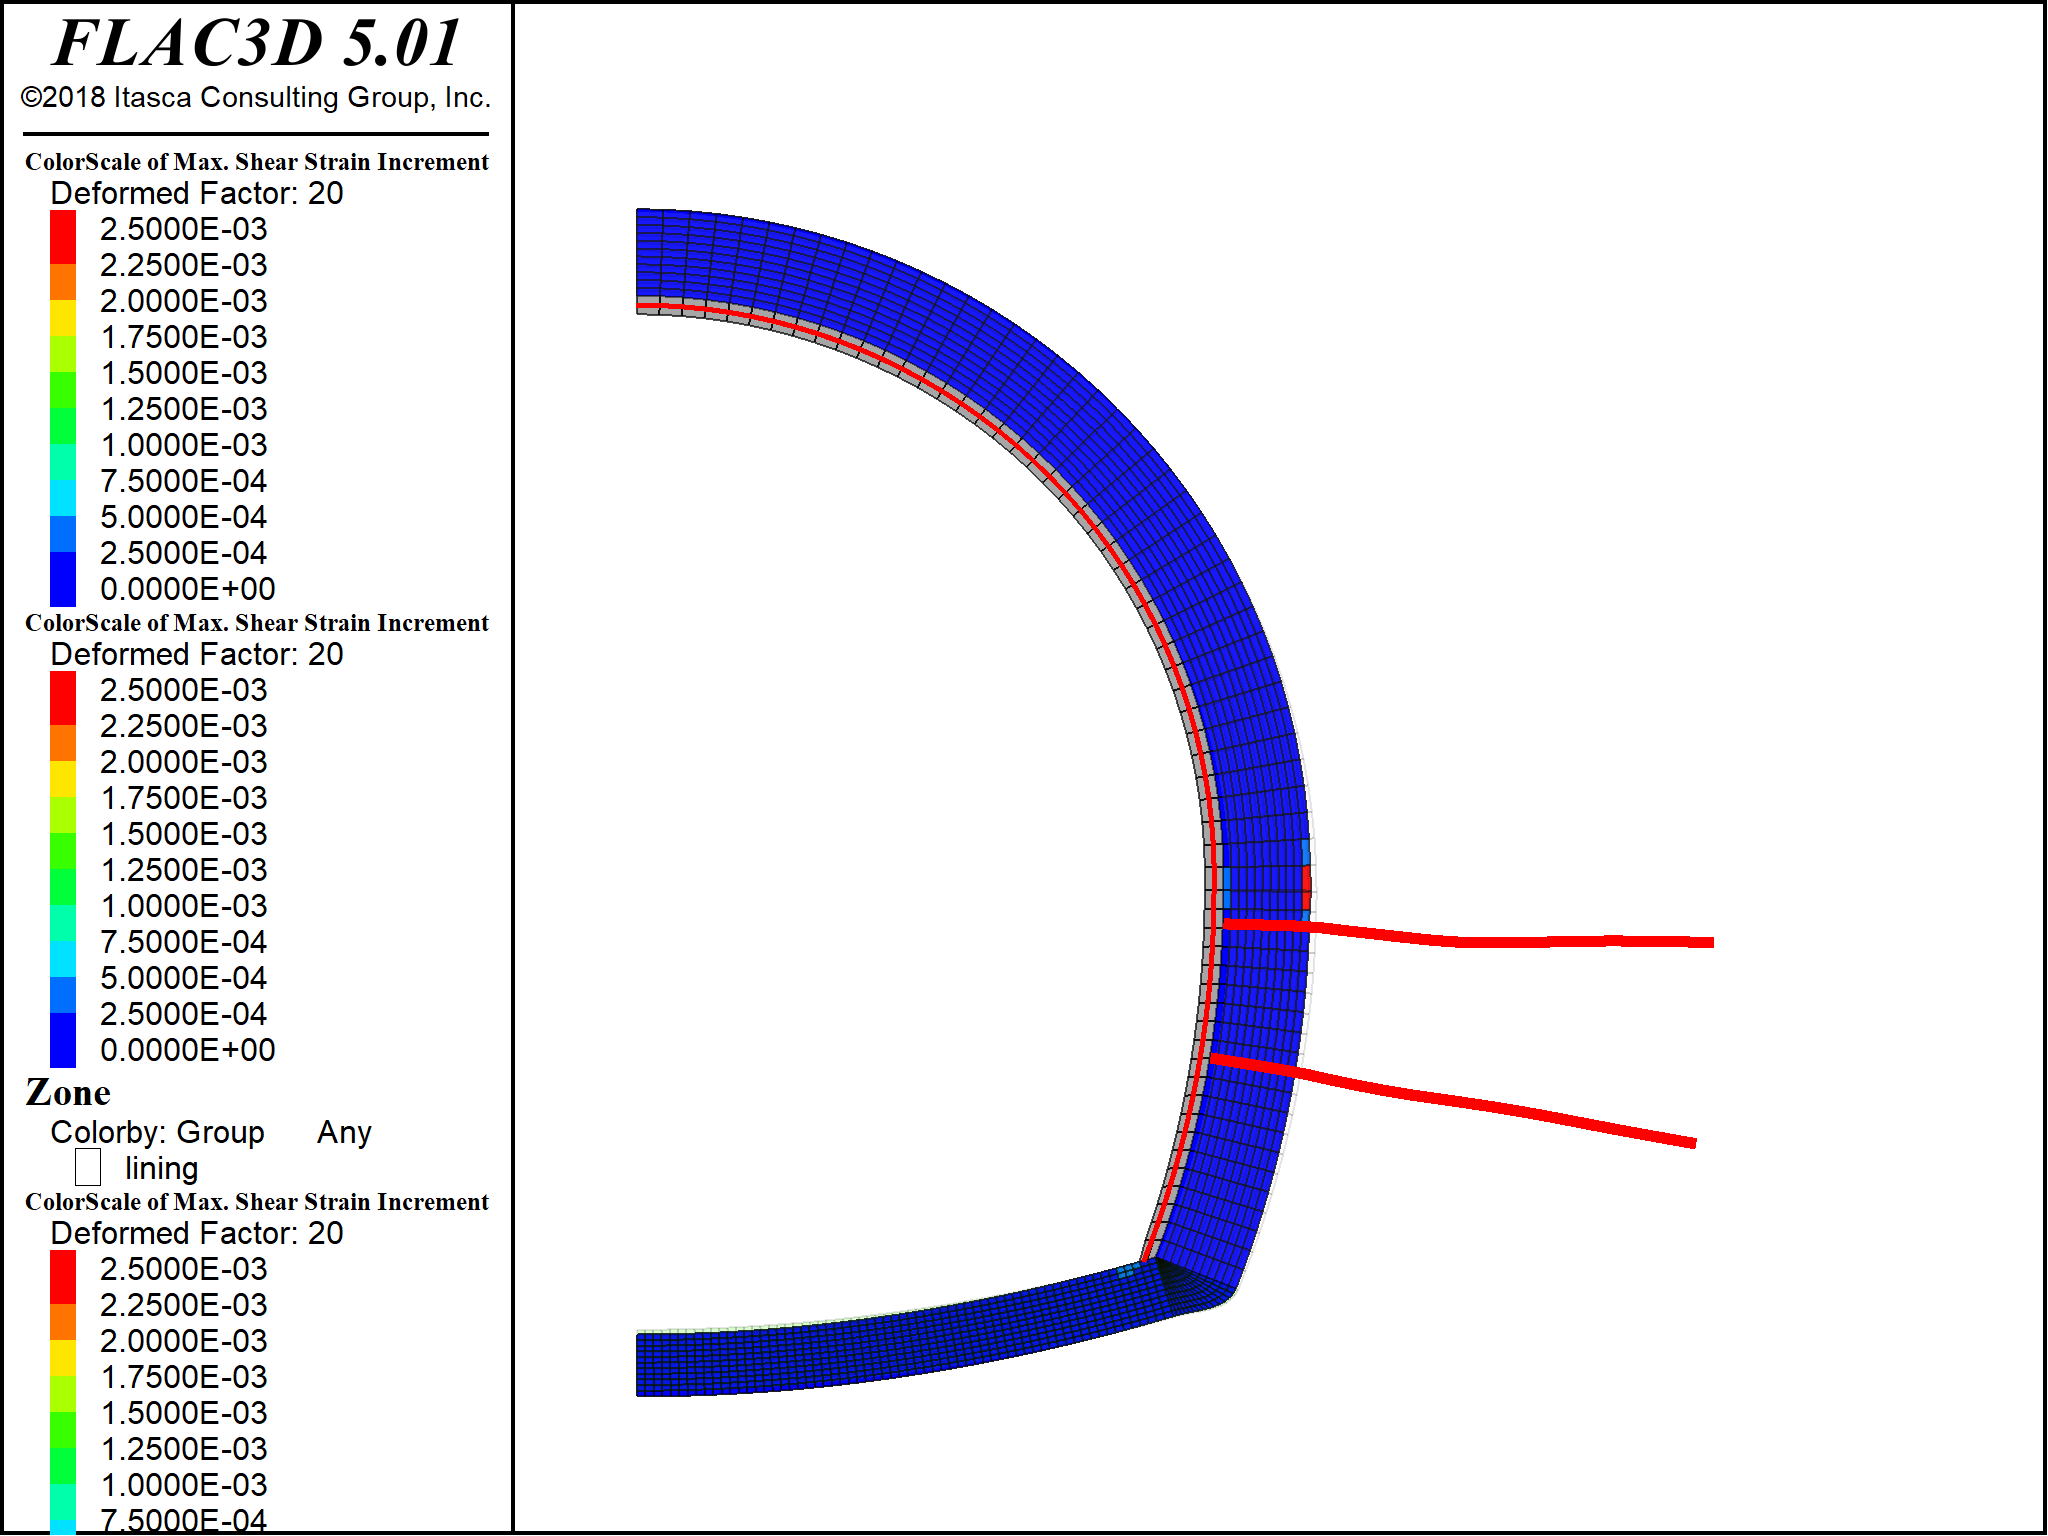 FLAC3D 5.01
©2018 Itasca Consulting Group, Inc.
ColorScale of Max. Shear Strain Increment
Deformed Factor: 20
2.5000E-03
2.2500E-03
2.0000E-03
1.7500E-03
1.5000E-03
1.2500E-03
1.0000E-03
7.5000E-04
5.0000E-04
2.5000E-04
0.0000E+00
ColorScale of Max. Shear Strain Increment
Deformed Factor: 20
2.5000E-03
2.2500E-03
2.0000E-03
1.7500E-03
1.5000E-03
1.2500E-03
1.0000E-03
7.5000E-04
5.0000E-04
2.5000E-04
0.0000E+00
Zone
Colorby: Group Any
lining
ColorScale of Max. Shear Strain Increment
Deformed Factor: 20
2.5000E-03
2.2500E-03
2.0000E-03
1.7500E-03
1.5000E-03
1.2500E-03
1.0000E-03
7.5000E-04